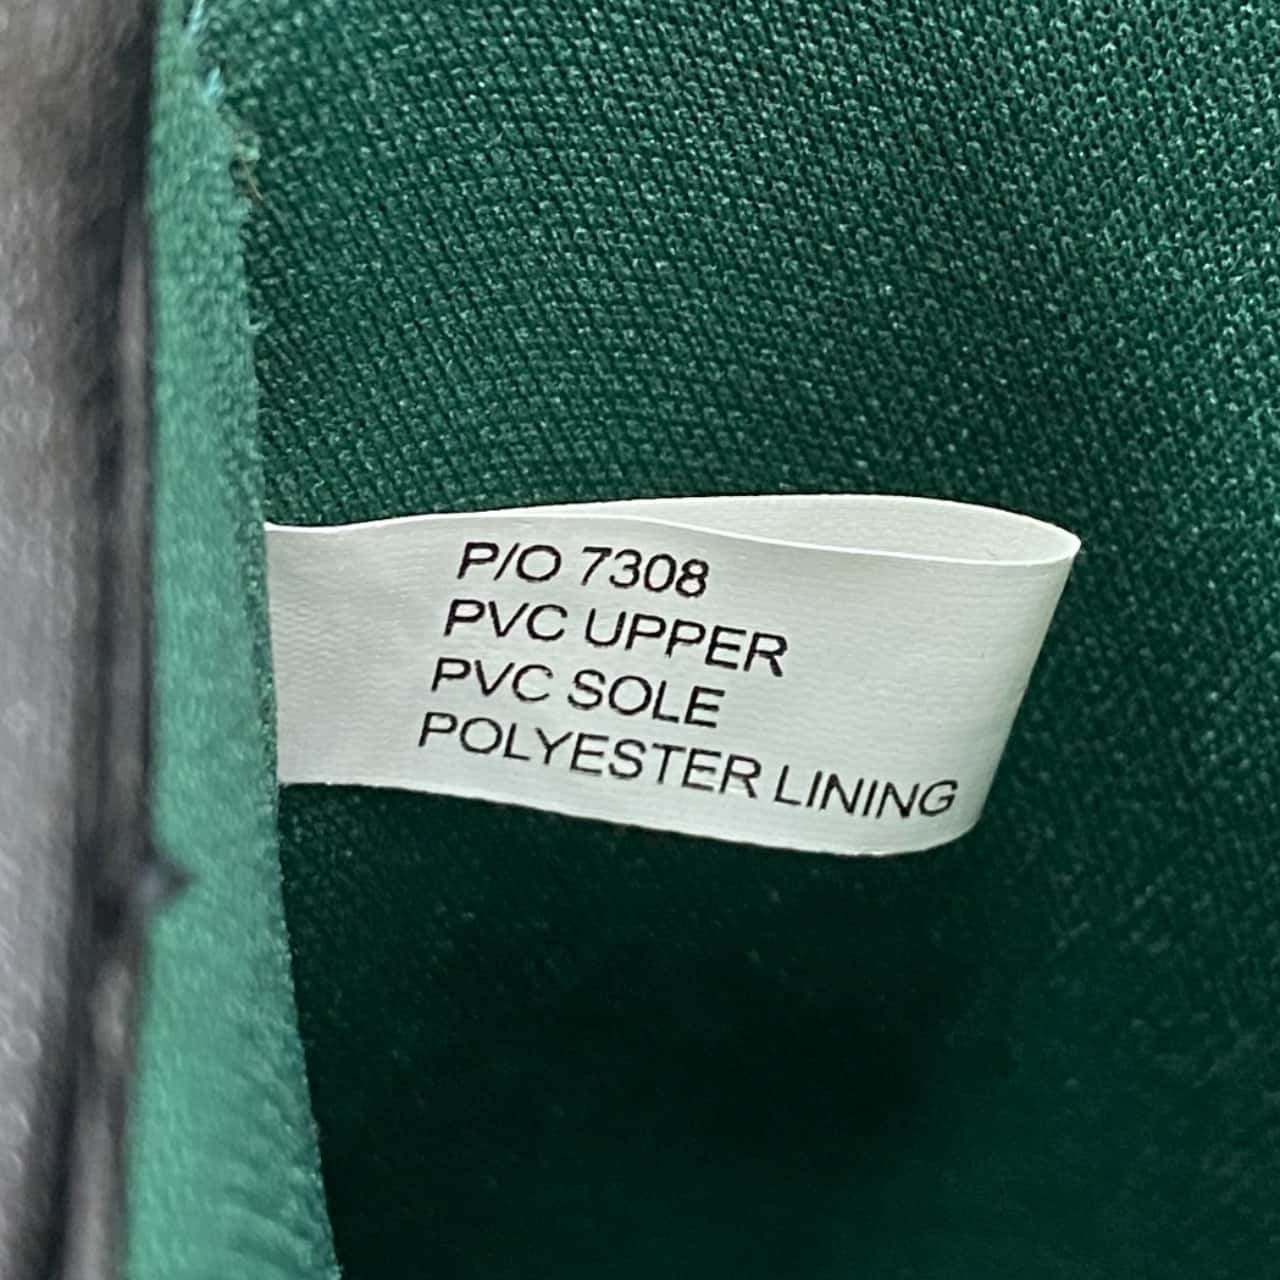 P/O 7308
PVC UPPER
PVC SOLE
POLYESTER LINING